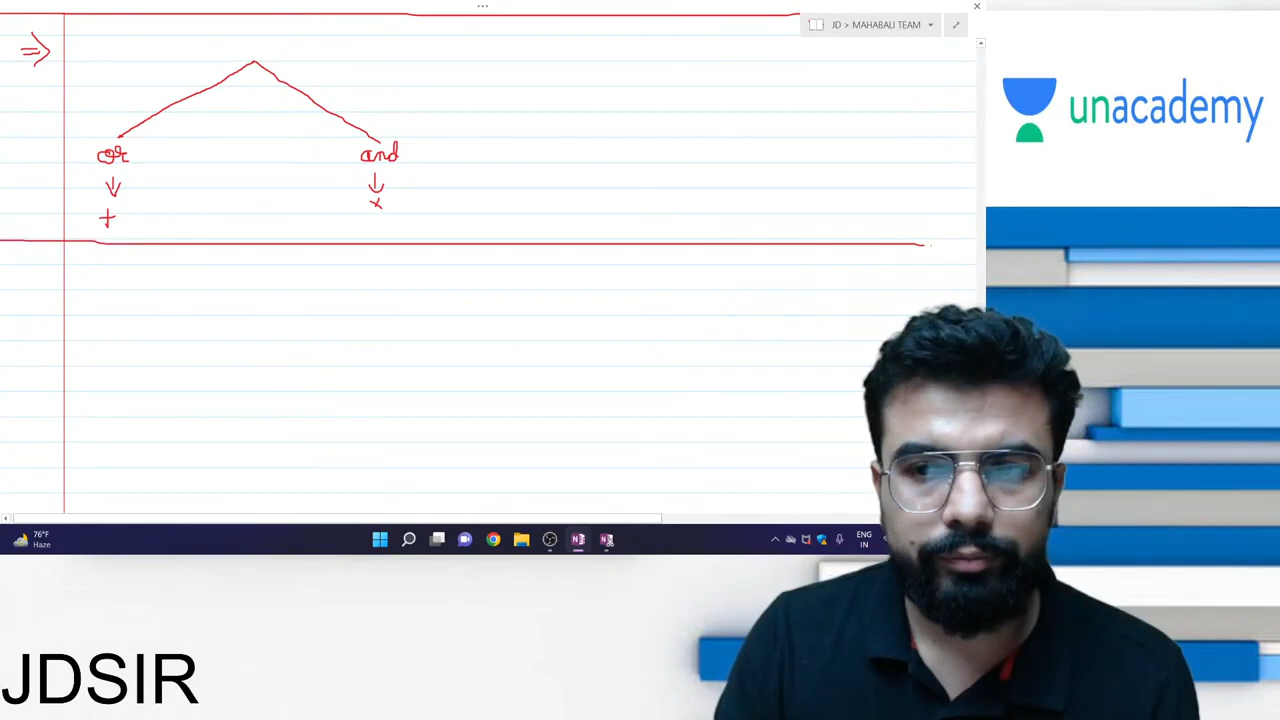 JD > MAHABALI TEAM
⇒
unacademy
or and
↓ ↓
+ ×
76°F
Haze
ENG
IN
JDSIR